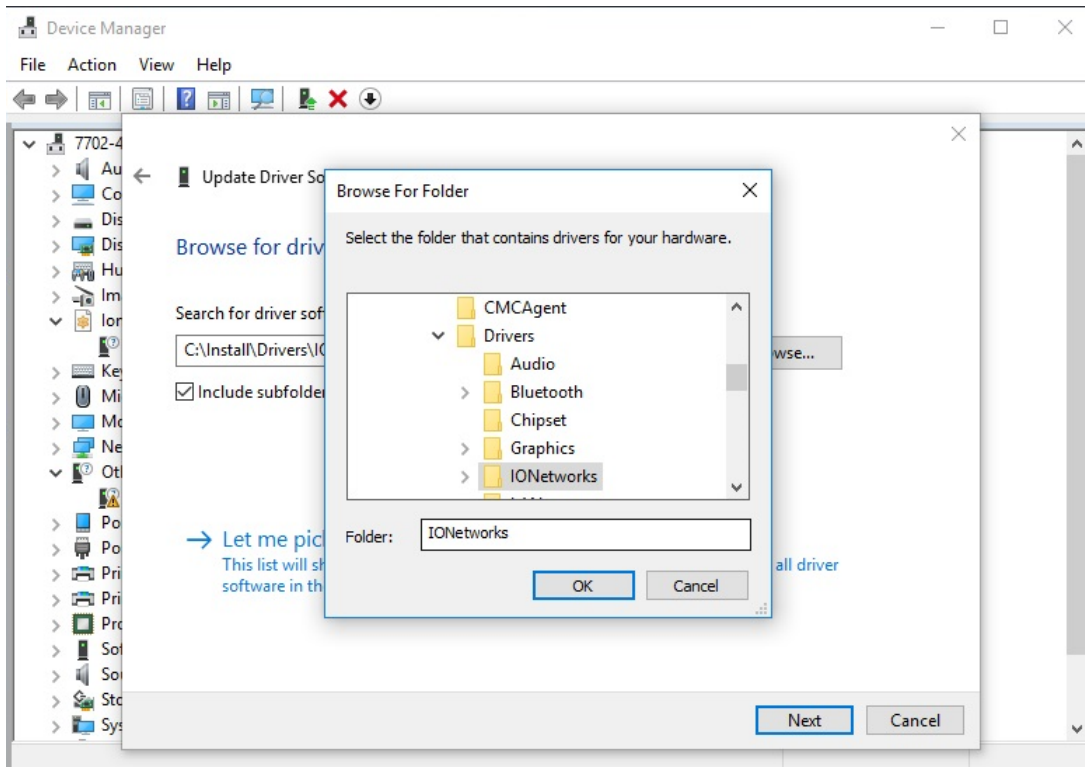 Device Manager
File Action View Help
7702-4
Au
Co
Dis
Dis
Hu
Im
Ion
Key
Mi
Mo
Ne
Oth
Po
Po
Pri
Pri
Pro
Sof
Sou
Sto
Sys
Update Driver So
Browse for driv
Search for driver sof
C:\Install\Drivers\IO
wse...
Include subfolder
Let me pic
This list will sh
all driver
software in th
Next
Cancel
Browse For Folder
Select the folder that contains drivers for your hardware.
CMCAgent
Drivers
Audio
Bluetooth
Chipset
Graphics
IONetworks
Folder: IONetworks
OK
Cancel